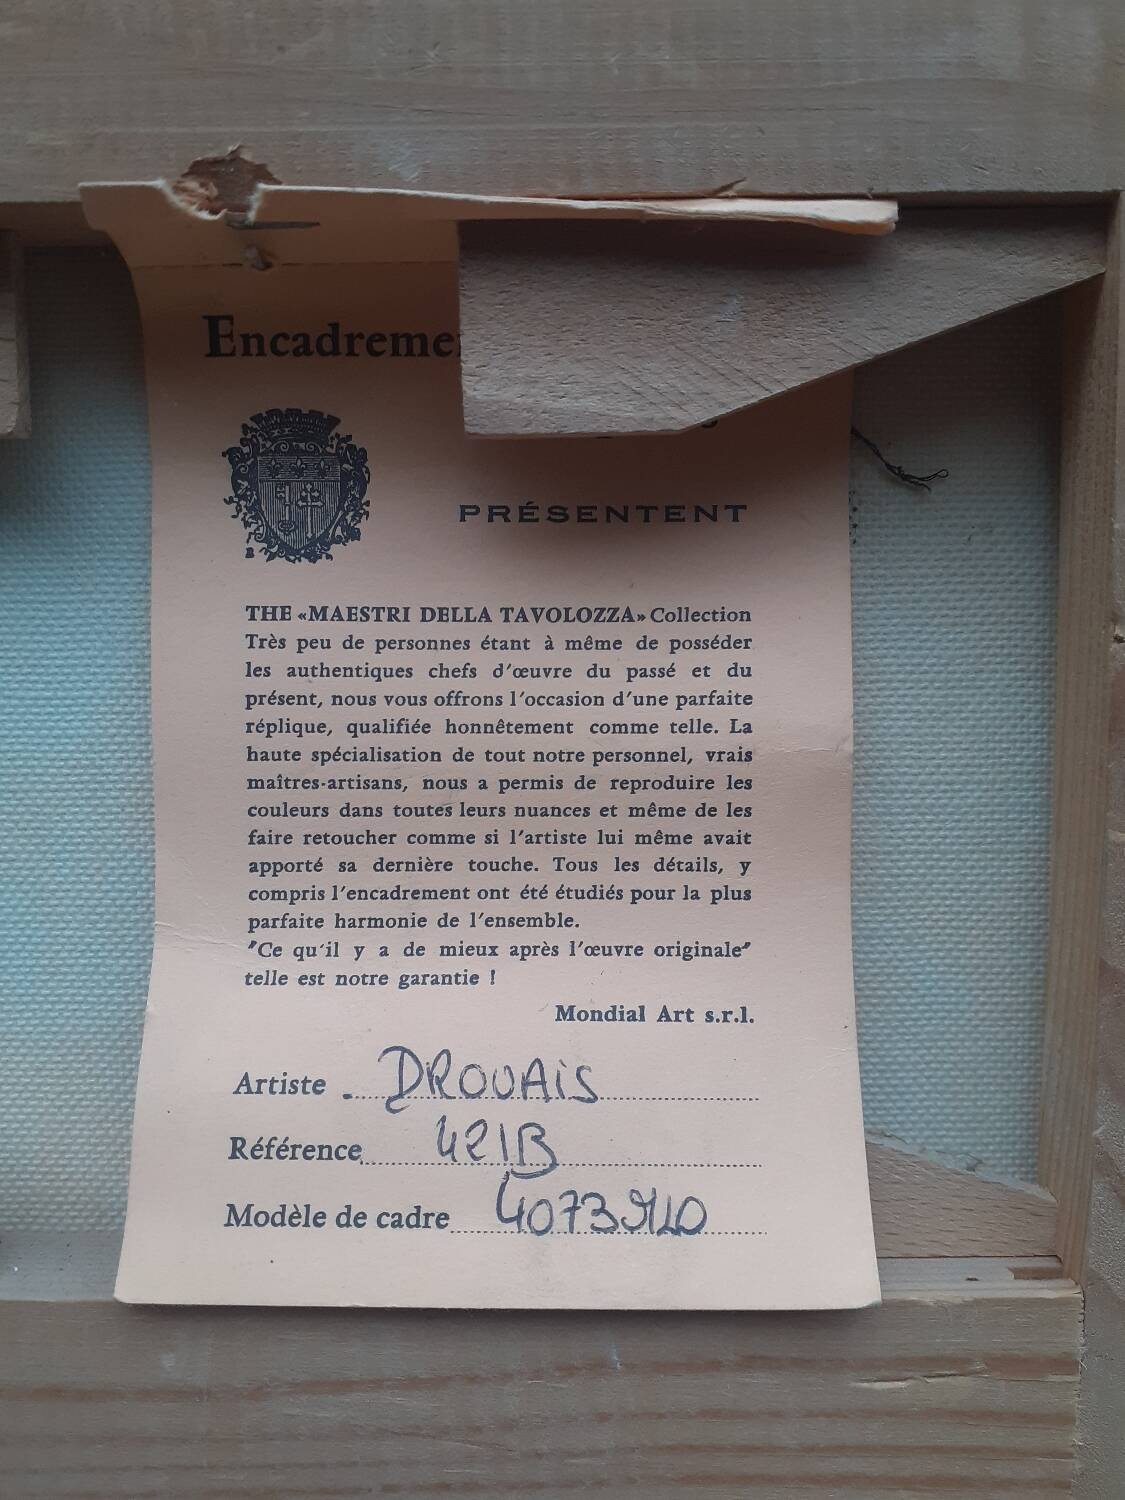 PRÉSENTENT
THE «MAESTRI DELLA TAVOLOZZA» Collection
Très peu de personnes étant à même de posséder
les authentiques chefs d'œuvre du passé et du
présent, nous vous offrons l'occasion d'une parfaite
réplique, qualifiée honnêtement comme telle. La
haute spécialisation de tout notre personnel, vrais
maîtres-artisans, nous a permis de reproduire les
couleurs dans toutes leurs nuances et même de les
faire retoucher comme si l'artiste lui même avait
apporté sa dernière touche. Tous les détails, y
compris l'encadrement ont été étudiés pour la plus
parfaite harmonie de l'ensemble.
"Ce qu'il y a de mieux après l'œuvre originale"
telle est notre garantie !
Mondial Art s.r.l.
Artiste DROUAIS
Référence 421B
Modèle de cadre